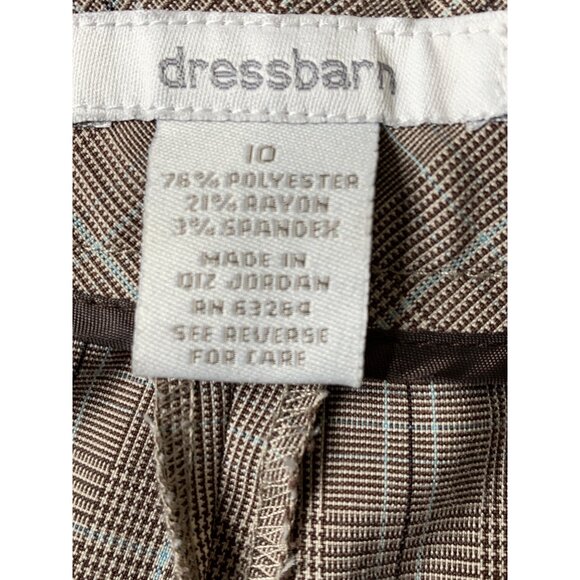 dressbarn
10
76% POLYESTER
21% RAYON
3% SPANDEX
MADE IN
QIZ JORDAN
RN 63284
SEE REVERSE
FOR CARE